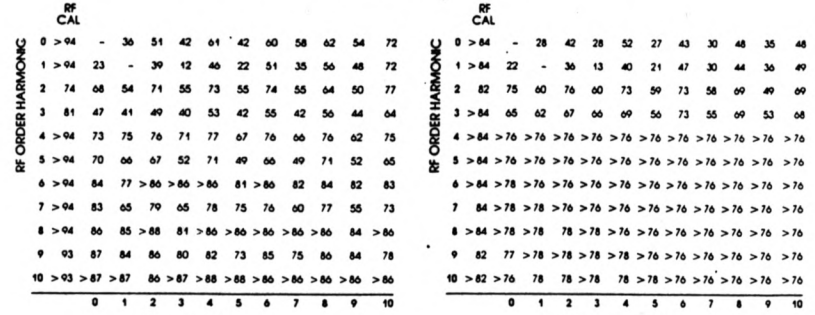 RF
CAL
RF ORDER HARMONIC
0 >94 - 36 51 42 61 42 60 58 62 54 72
1 >94 23 - 39 12 46 22 51 35 56 48 72
2 74 68 54 71 55 73 55 74 55 64 50 77
3 81 47 41 49 40 53 42 55 42 56 44 64
4 >94 73 75 76 71 77 67 76 66 76 62 75
5 >94 70 66 67 52 71 49 66 49 71 52 65
6 >94 84 77 >86 >86 >86 81 >86 82 84 82 83
7 >94 83 65 79 65 78 75 76 60 77 55 73
8 >94 86 85 >88 81 >86 >86 >86 >86 >86 84 >86
9 93 87 84 86 80 82 73 85 75 86 84 78
10 >93 >87 >87 86 >87 >88 >88 >86 >86 >86 >86 >86
0 1 2 3 4 5 6 7 8 9 10
RF
CAL
RF ORDER HARMONIC
0 >84 - 28 42 28 52 27 43 30 48 35 48
1 >84 22 - 36 13 40 21 47 30 44 36 49
2 82 75 60 76 60 73 59 73 58 69 49 69
3 >84 65 62 67 66 69 56 73 55 69 53 68
4 >84 >76 >76 >76 >76 >76 >76 >76 >76 >76 >76 >76
5 >84 >76 >76 >76 >76 >76 >76 >76 >76 >76 >76 >76
6 >84 >78 >76 >76 >76 >76 >76 >76 >76 >76 >76 >76
7 84 >78 >78 >76 >76 >76 >76 >76 >76 >76 >76 >76
8 >84 >78 >78 >76 >76 >76 >76 >76 >76 >76 >76 >76
9 82 77 >78 >78 >78 >76 >76 >76 >76 >76 >76 >76
10 >82 >76 78 78 >78 78 >76 >78 >76 >76 >76 >76
0 1 2 3 4 5 6 7 8 9 10